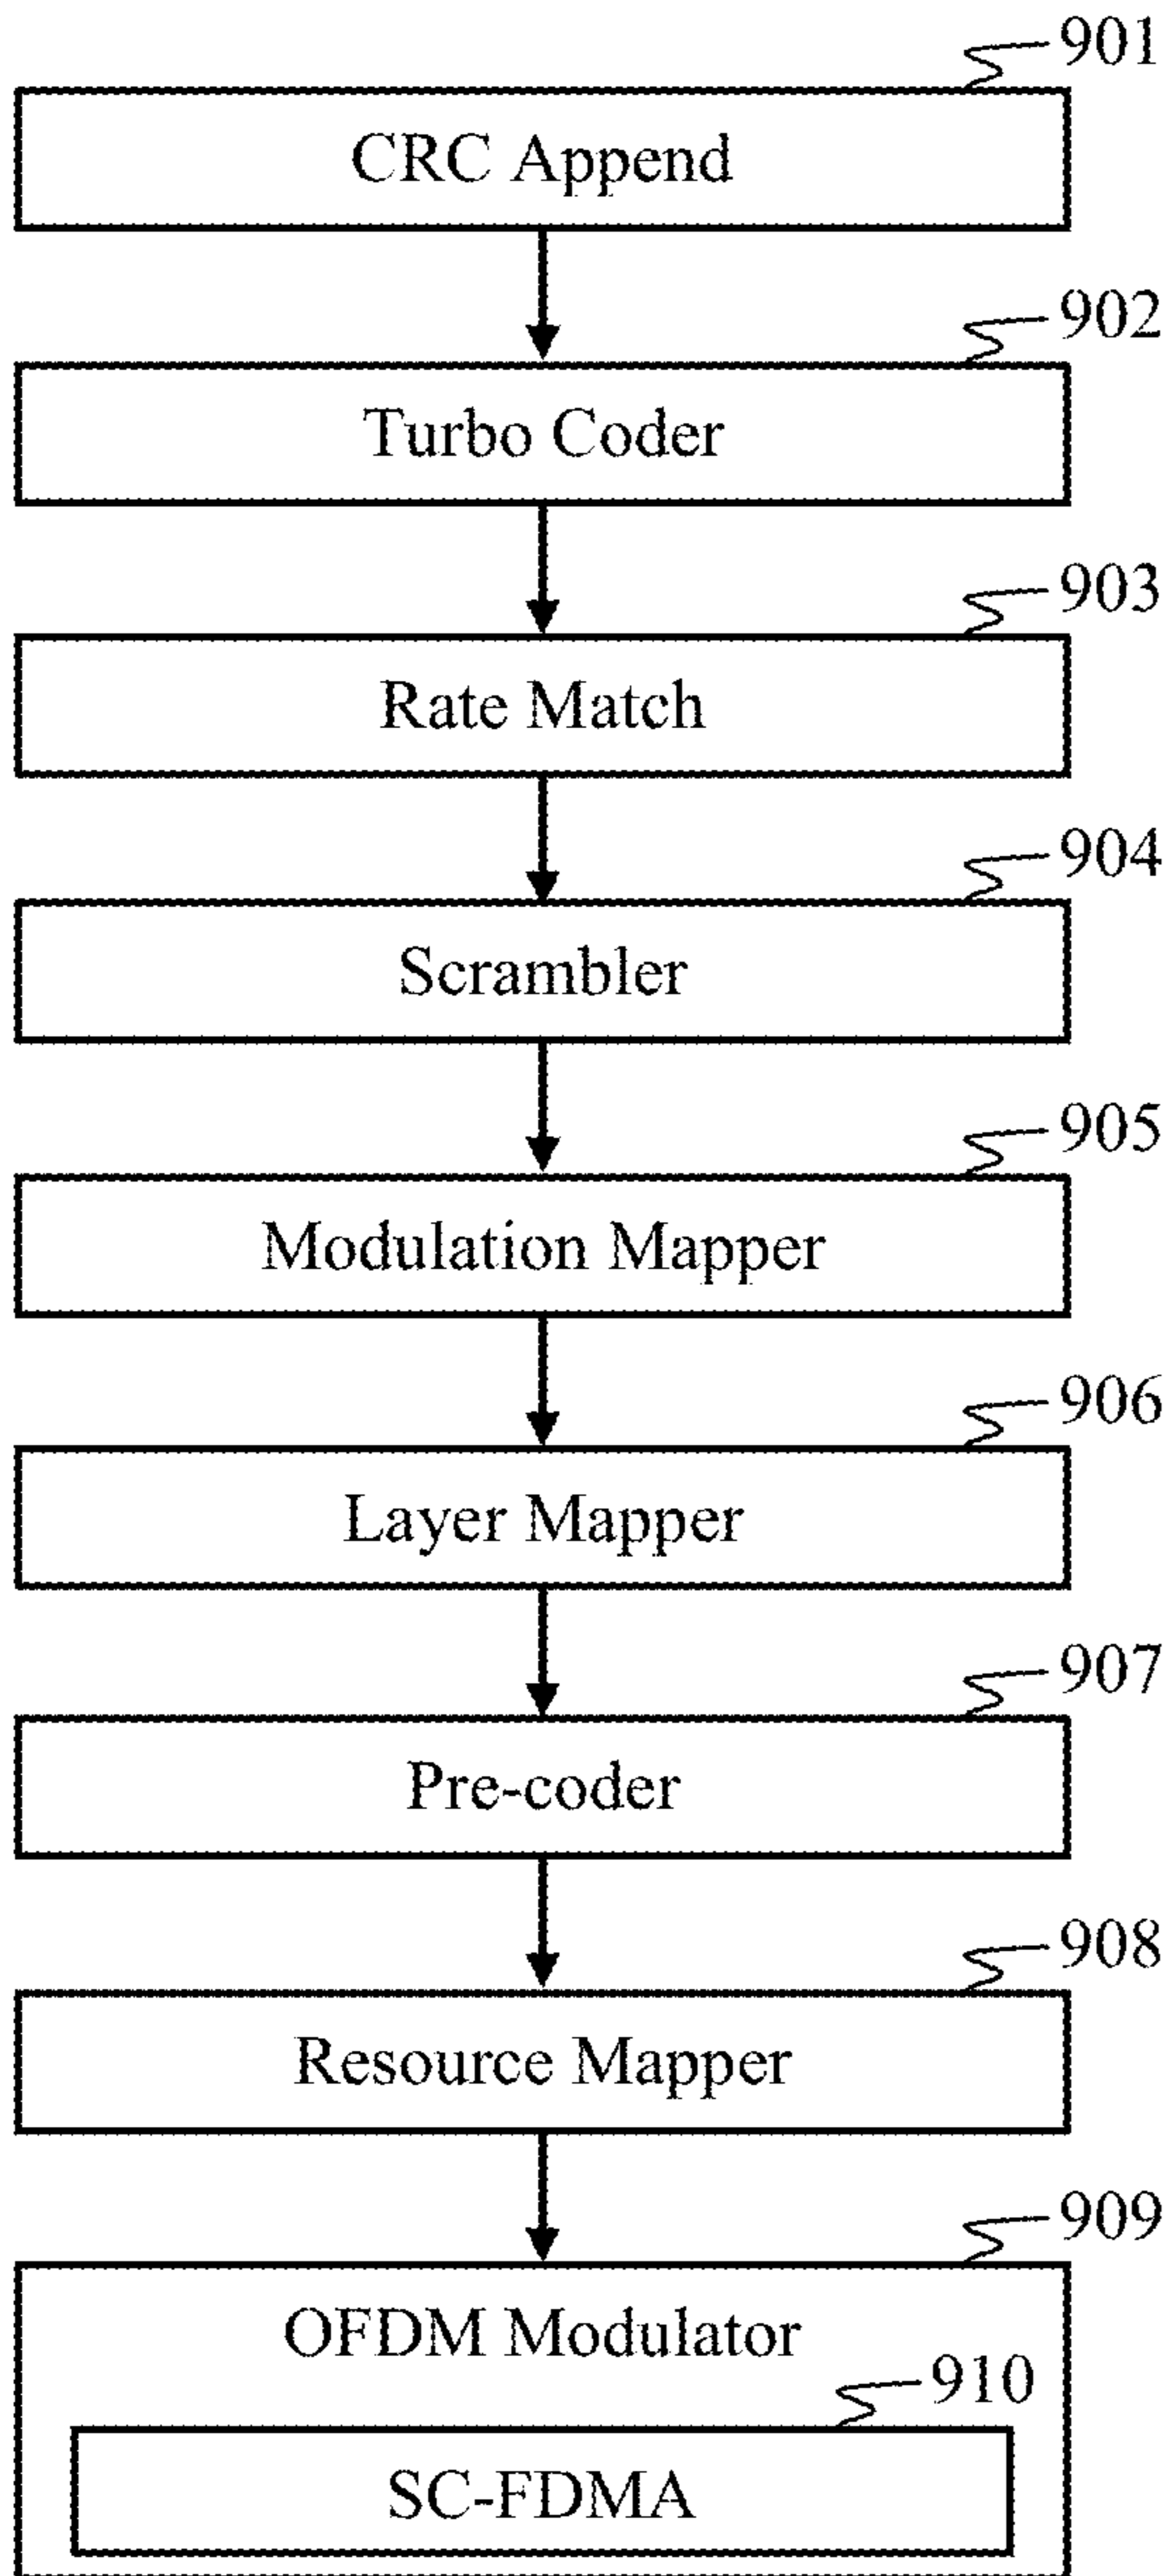 901
CRC Append
902
Turbo Coder
903
Rate Match
904
Scrambler
905
Modulation Mapper
906
Layer Mapper
907
Pre-coder
908
Resource Mapper
909
OFDM Modulator
910
SC-FDMA